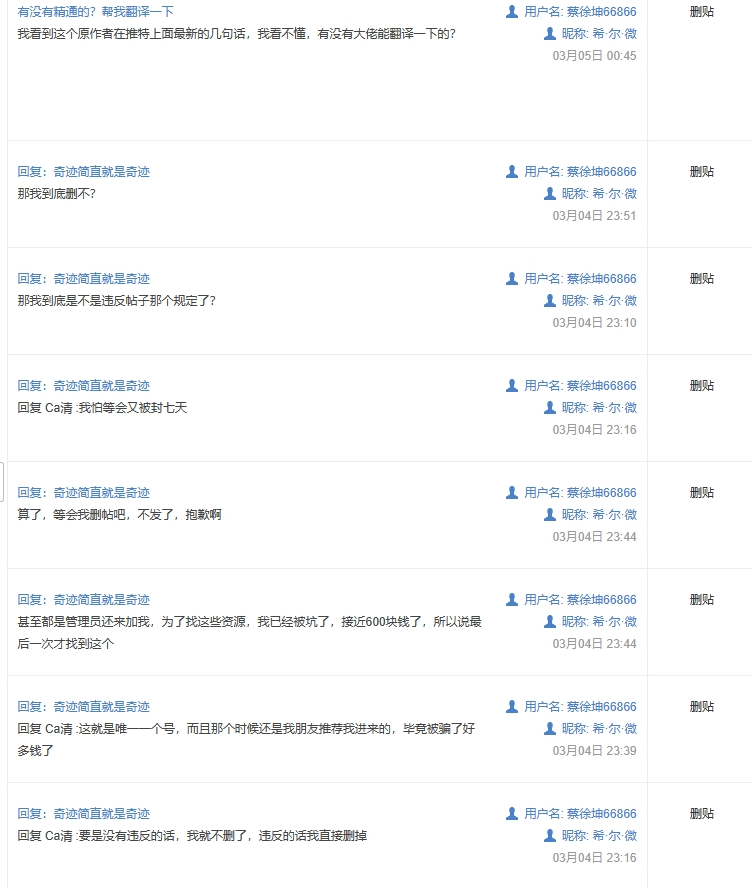 有没有精通的？帮我翻译一下
用户名: 蔡徐坤66866
删贴
我看到这个原作者在推特上面最新的几句话，我看不懂，有没有大佬能翻译一下的？
昵称: 希·尔·微
03月05日 00:45
回复：奇迹简直就是奇迹
用户名: 蔡徐坤66866
删贴
那我到底删不？
昵称: 希·尔·微
03月04日 23:51
回复：奇迹简直就是奇迹
用户名: 蔡徐坤66866
删贴
那我到底是不是违反帖子那个规定了？
昵称: 希·尔·微
03月04日 23:10
回复：奇迹简直就是奇迹
用户名: 蔡徐坤66866
删贴
回复 Ca清 :我怕等会又被封七天
昵称: 希·尔·微
03月04日 23:16
回复：奇迹简直就是奇迹
用户名: 蔡徐坤66866
删贴
算了，等会我删帖吧，不发了，抱歉啊
昵称: 希·尔·微
03月04日 23:44
回复：奇迹简直就是奇迹
用户名: 蔡徐坤66866
删贴
甚至都是管理员还来加我，为了找这些资源，我已经被坑了，接近600块钱了，所以说最
后一次才找到这个
昵称: 希·尔·微
03月04日 23:44
回复：奇迹简直就是奇迹
用户名: 蔡徐坤66866
删贴
回复 Ca清 :这就是唯一一个号，而且那个时候还是我朋友推荐我进来的，毕竟被骗了好
多钱了
昵称: 希·尔·微
03月04日 23:39
回复：奇迹简直就是奇迹
用户名: 蔡徐坤66866
删贴
回复 Ca清 :要是没有违反的话，我就不删了，违反的话我直接删掉
昵称: 希·尔·微
03月04日 23:16